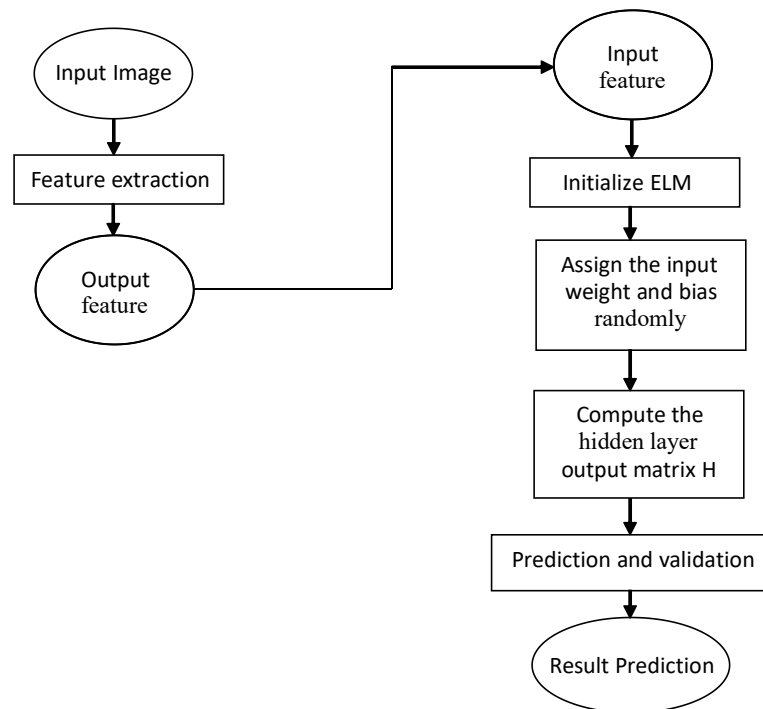 Input Image
Feature extraction
Output
feature
Input
feature
Initialize ELM
Assign the input
weight and bias
randomly
Compute the
hidden layer
output matrix H
Prediction and validation
Result Prediction